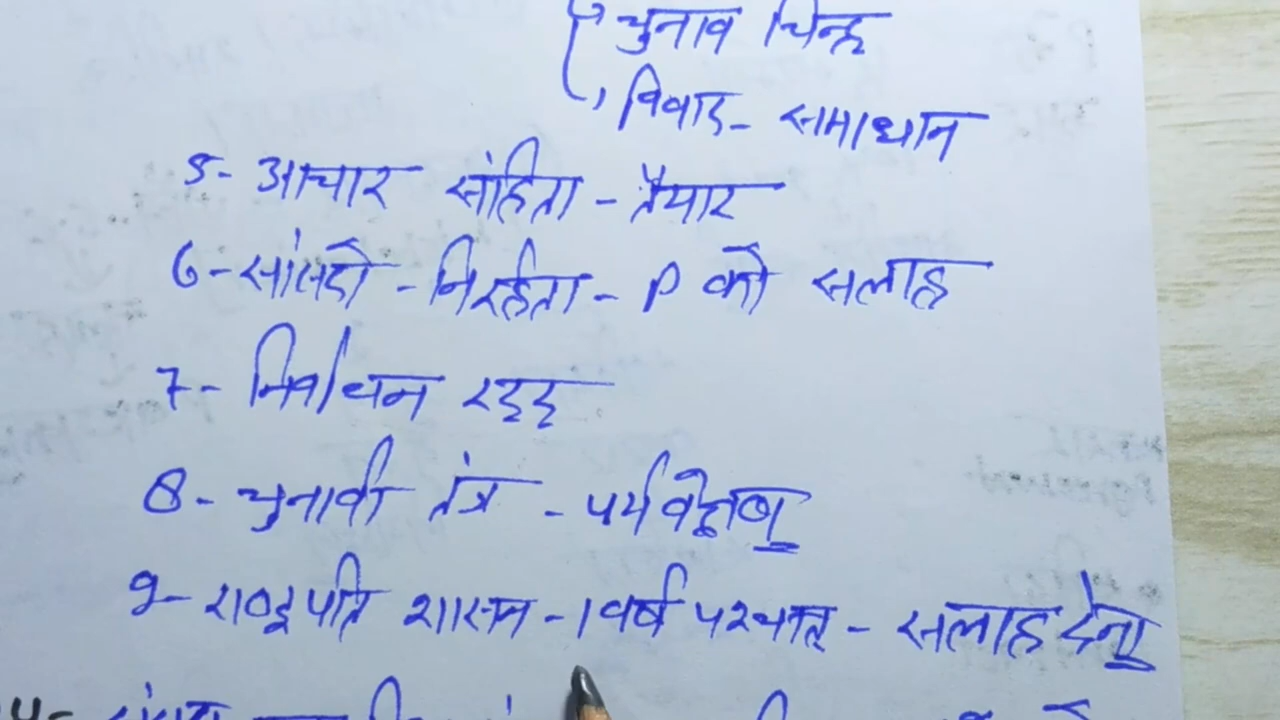 चुनाव चिन्ह
विवाद - समाधान
5- आचार संहिता - तैयार
6- सांसदों - निरर्हता - P को सलाह
7- निर्वाचन रद्द
8- चुनावी तंत्र - पर्यवेक्षण
9- राष्ट्रपति शासन - 1 वर्ष पश्चात् - सलाह देना